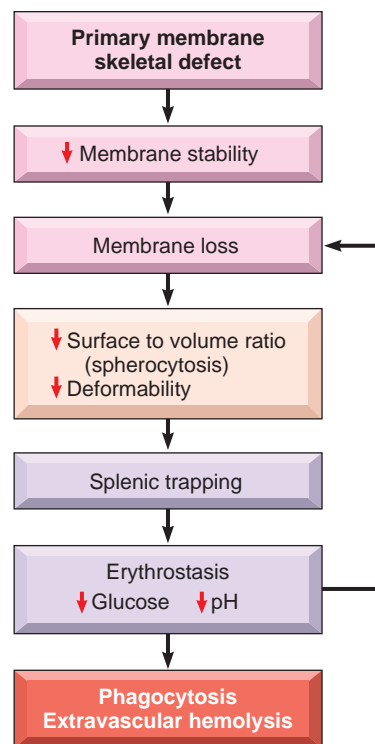 Primary membrane
skeletal defect
↓ Membrane stability
Membrane loss
↓ Surface to volume ratio
(spherocytosis)
↓ Deformability
Splenic trapping
Erythrostasis
↓ Glucose ↓ pH
Phagocytosis
Extravascular hemolysis